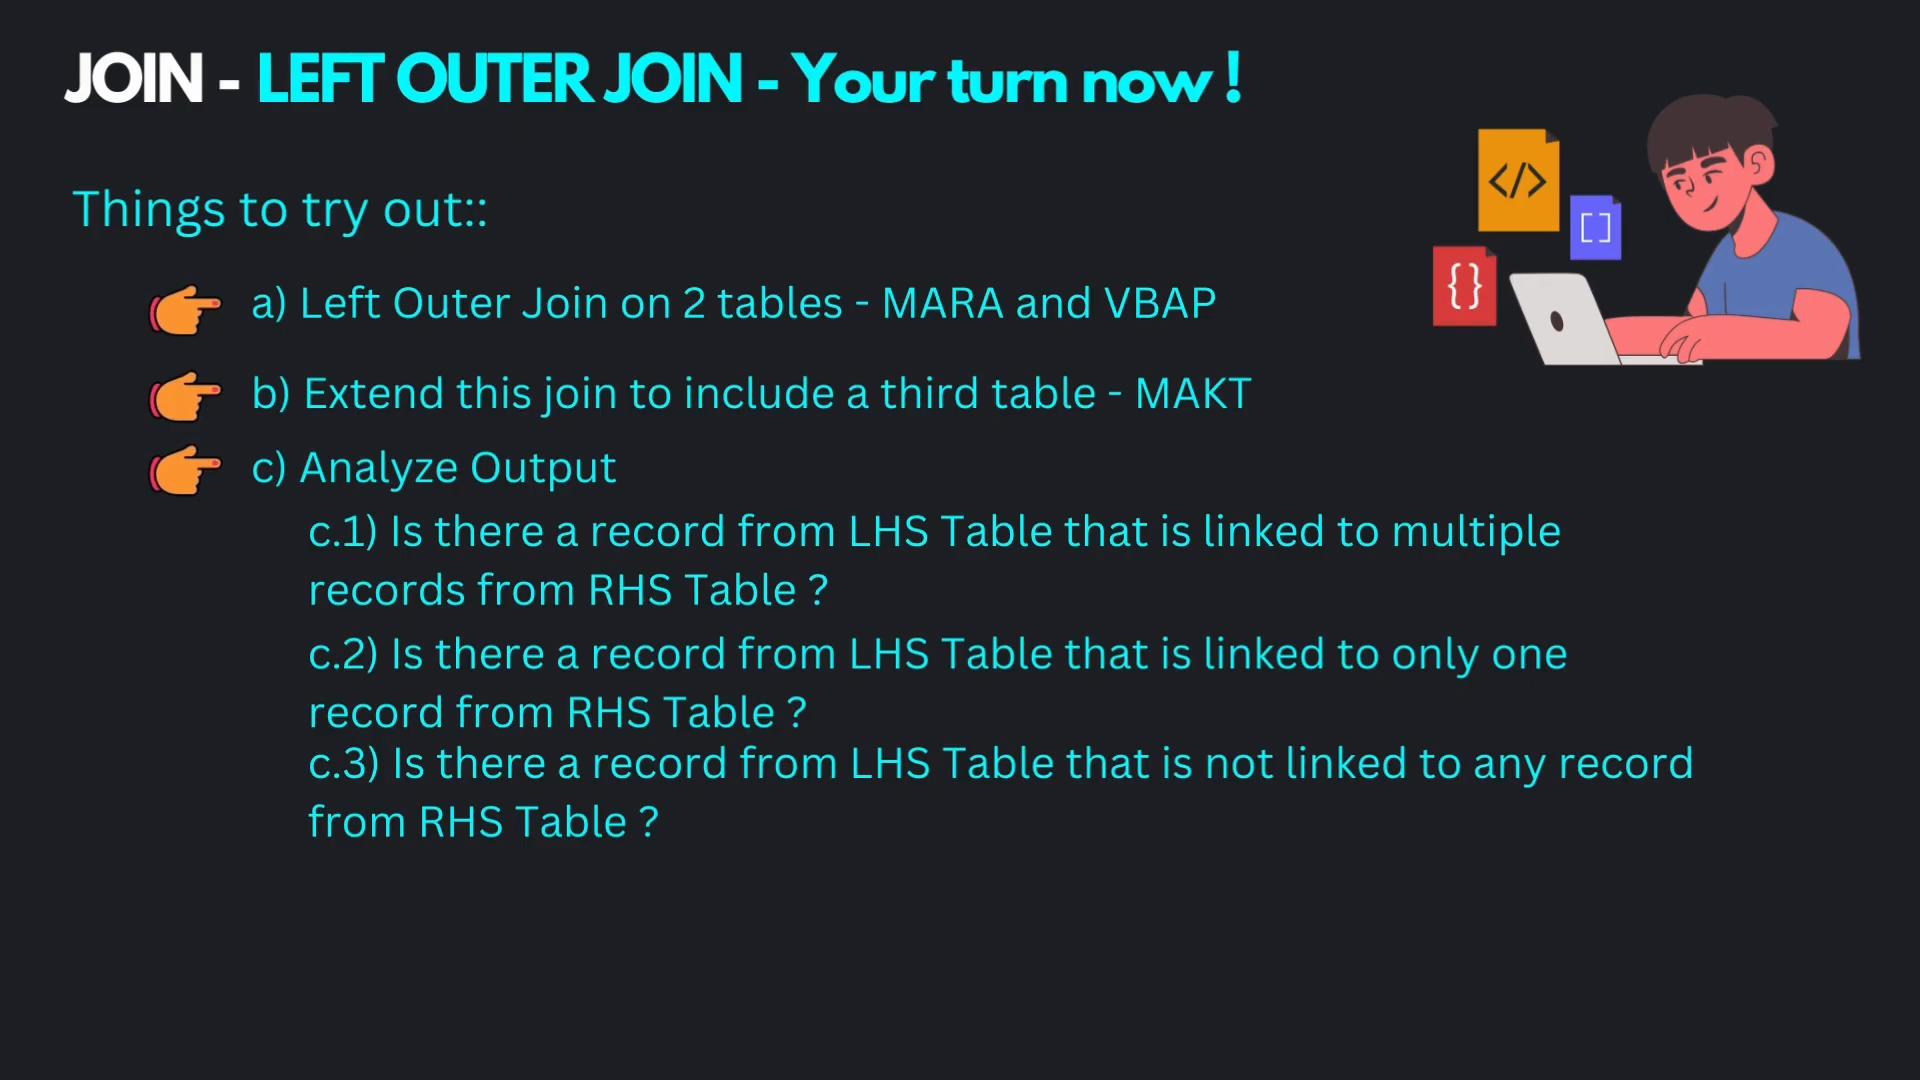 JOIN - LEFT OUTER JOIN - Your turn now !
</>
[]
{}
Things to try out::
a) Left Outer Join on 2 tables - MARA and VBAP
b) Extend this join to include a third table - MAKT
c) Analyze Output
c.1) Is there a record from LHS Table that is linked to multiple
records from RHS Table ?
c.2) Is there a record from LHS Table that is linked to only one
record from RHS Table ?
c.3) Is there a record from LHS Table that is not linked to any record
from RHS Table ?